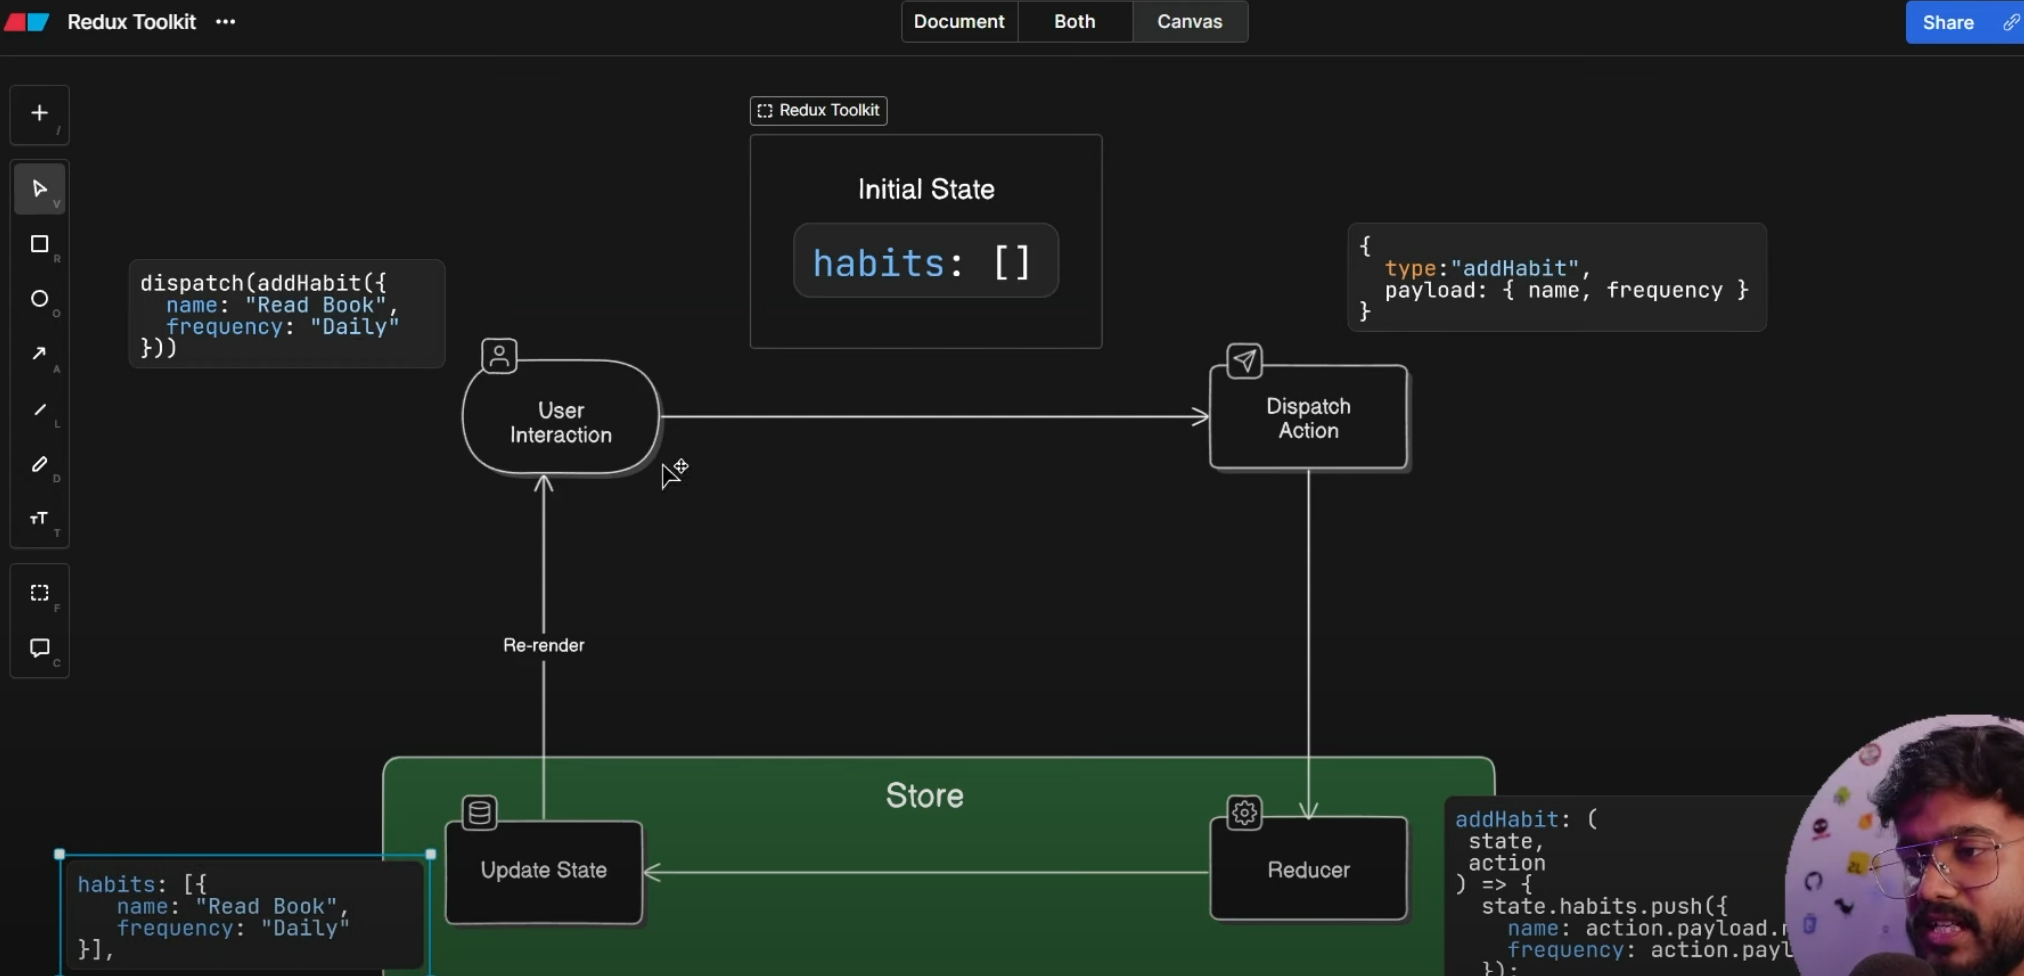 Redux Toolkit
Document
Both
Canvas
Share
/
V
R
O
A
L
D
T
F
C
Redux Toolkit
Initial State
habits: []
dispatch(addHabit({
name: "Read Book",
frequency: "Daily"
}))
{
type:"addHabit",
payload: { name, frequency }
}
User
Interaction
Dispatch
Action
Re-render
Store
Update State
Reducer
habits: [{
name: "Read Book",
frequency: "Daily"
}],
addHabit: (
state,
action
) => {
state.habits.push({
name: action.payload.
frequency: action.payl
});